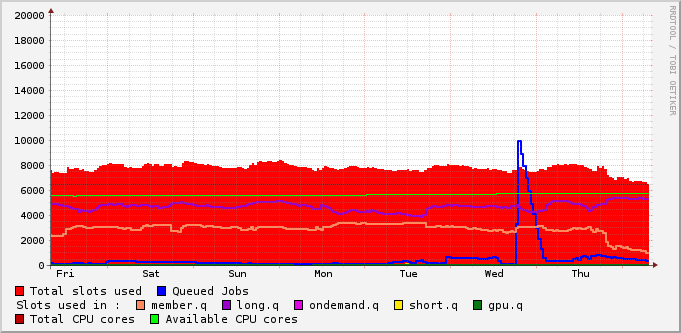 20000
18000
16000
14000
12000
10000
8000
6000
4000
2000
0
Fri Sat Sun Mon Tue Wed Thu
Total slots used Queued Jobs
Slots used in : member.q long.q ondemand.q short.q gpu.q
Total CPU cores Available CPU cores
RRDTOOL / TOBI OETIKER